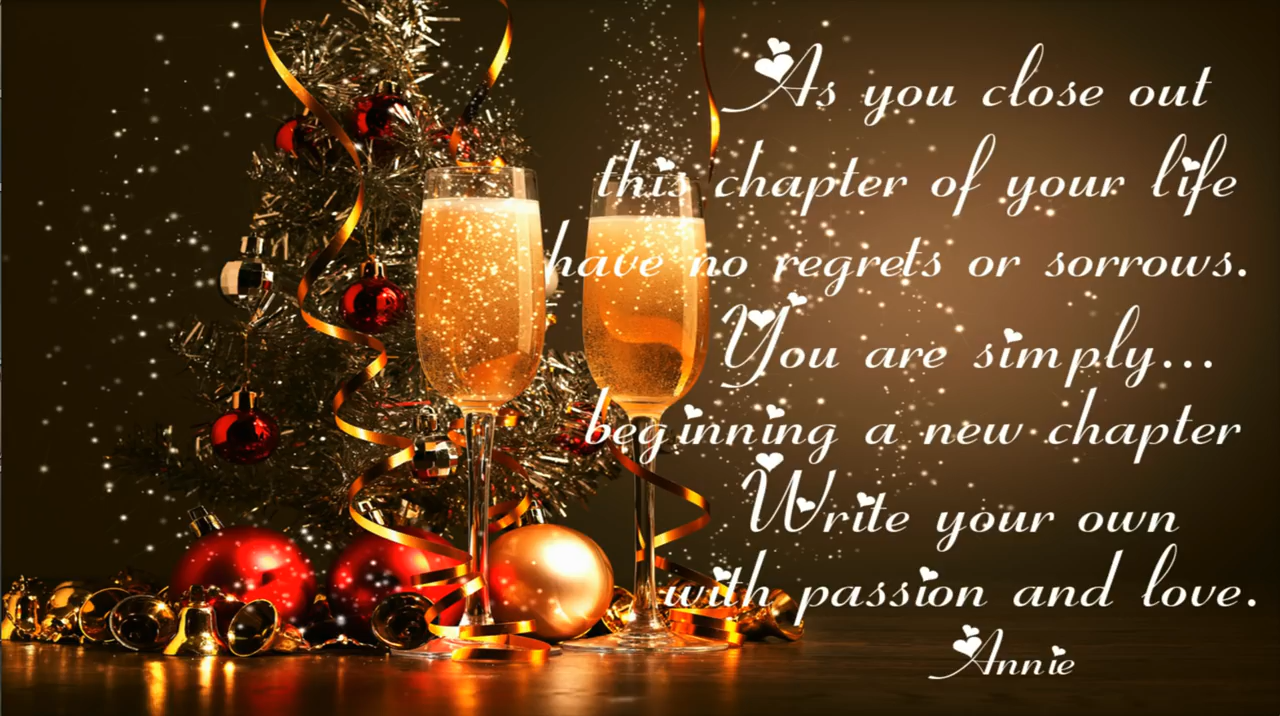 As you close out
this chapter of your life
have no regrets or sorrows.
You are simply...
beginning a new chapter
Write your own
with passion and love.
Annie